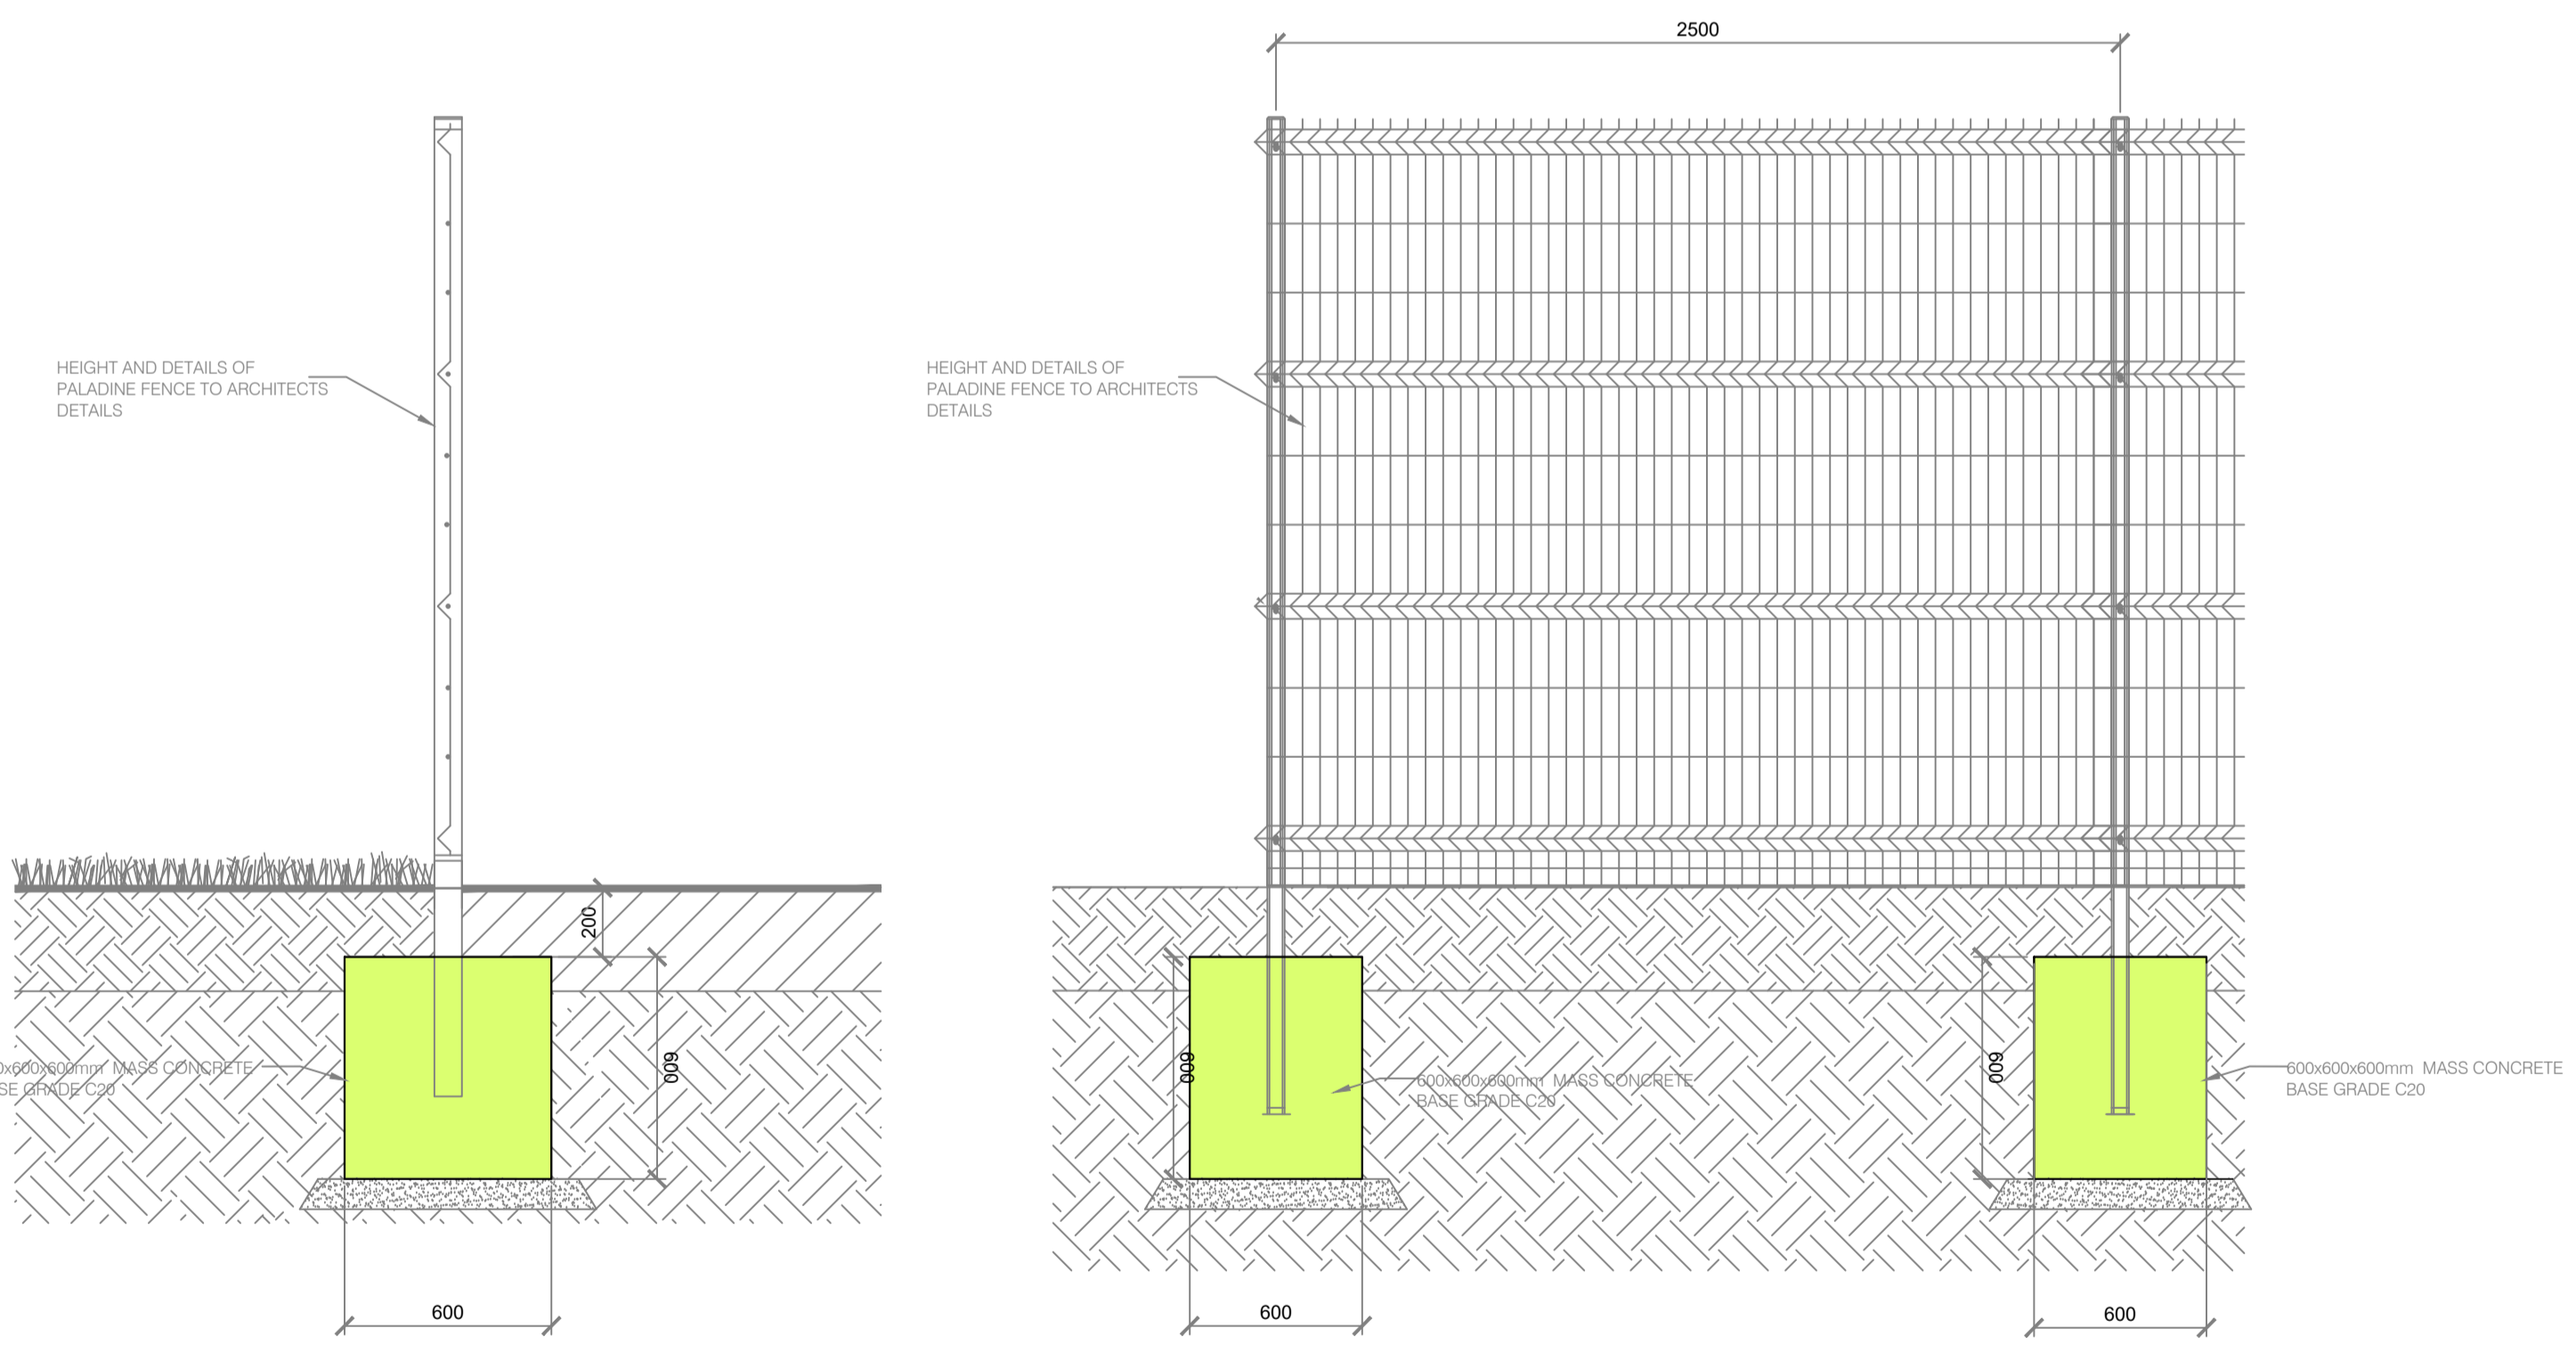 2500
HEIGHT AND DETAILS OF
PALADINE FENCE TO ARCHITECTS
DETAILS
HEIGHT AND DETAILS OF
PALADINE FENCE TO ARCHITECTS
DETAILS
200
0x600x600mm MASS CONCRETE
SE GRADE C20
600
600
600x600x600mm MASS CONCRETE
BASE GRADE C20
600
600x600x600mm MASS CONCRETE
BASE GRADE C20
600
600
600